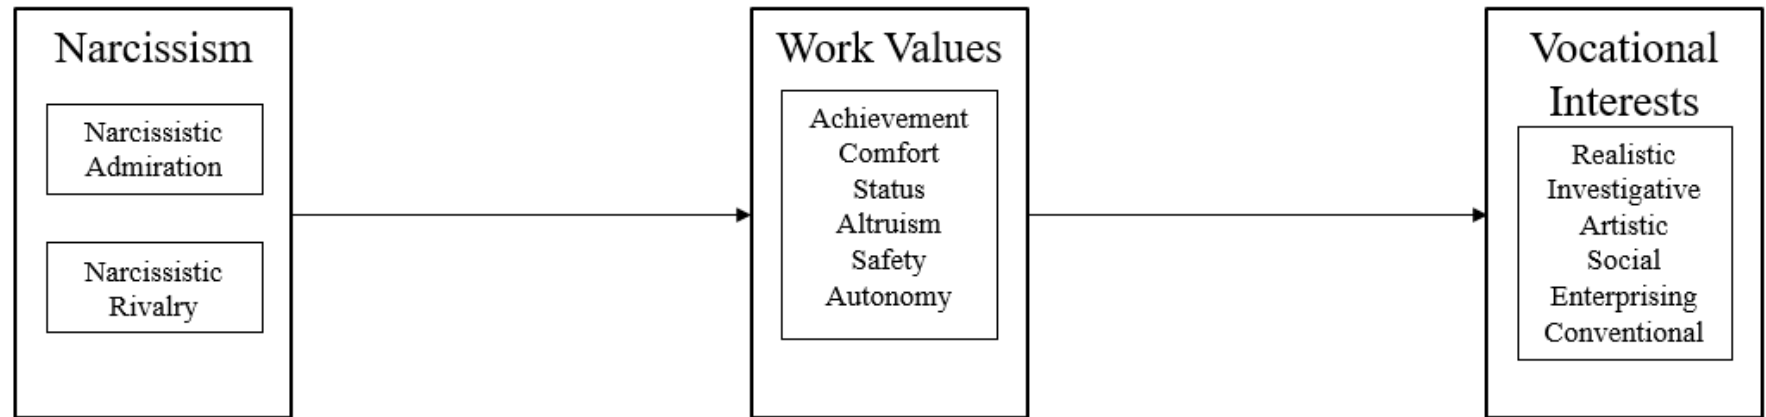 Narcissism
Narcissistic
Admiration
Narcissistic
Rivalry
Work Values
Achievement
Comfort
Status
Altruism
Safety
Autonomy
Vocational
Interests
Realistic
Investigative
Artistic
Social
Enterprising
Conventional